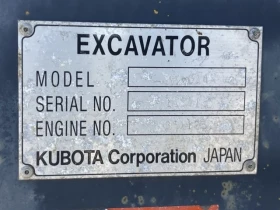 EXCAVATOR
MODEL
SERIAL NO.
ENGINE NO.
KUBOTA Corporation JAPAN